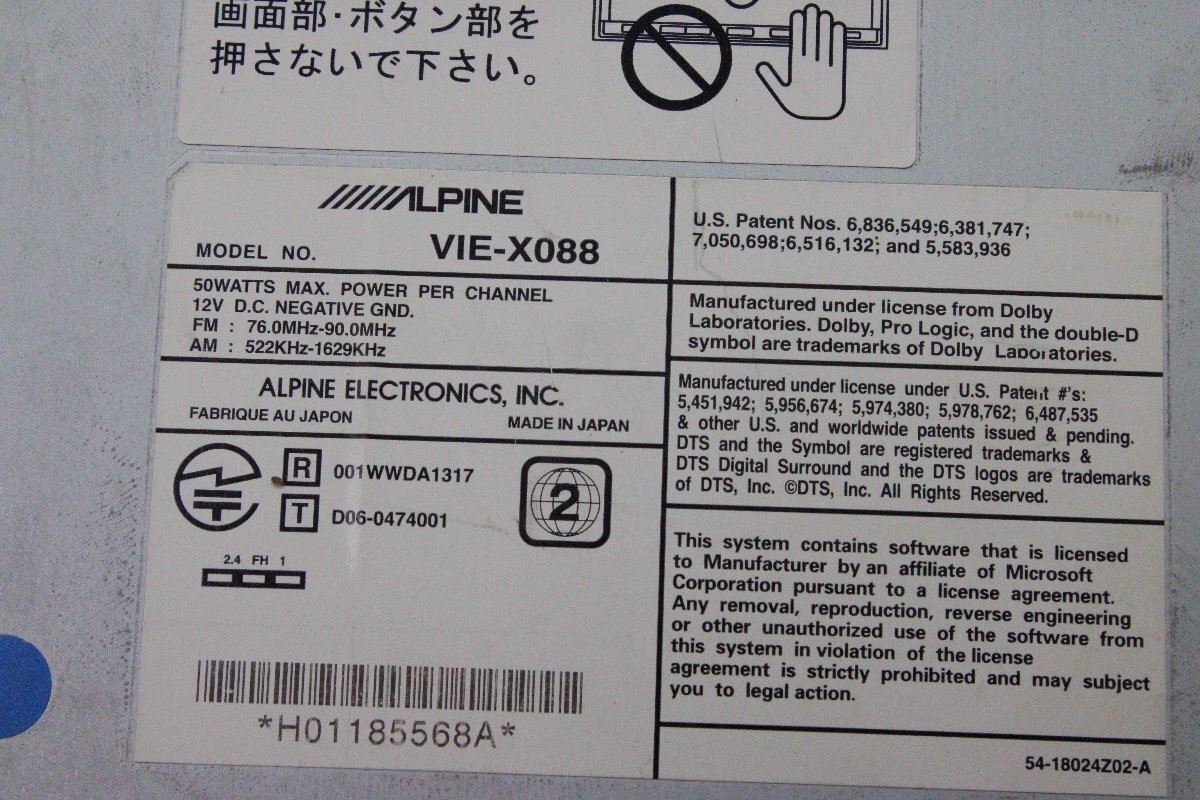 画面部・ボタン部を
押さないで下さい。
ALPINE
MODEL NO. VIE-X088
50WATTS MAX. POWER PER CHANNEL
12V D.C. NEGATIVE GND.
FM : 76.0MHz-90.0MHz
AM : 522KHz-1629KHz
ALPINE ELECTRONICS, INC.
FABRIQUE AU JAPON MADE IN JAPAN
R 001WWDA1317
T D06-0474001
2
2.4 FH 1
*H01185568A*
U.S. Patent Nos. 6,836,549;6,381,747;
7,050,698;6,516,132; and 5,583,936
Manufactured under license from Dolby
Laboratories. Dolby, Pro Logic, and the double-D
symbol are trademarks of Dolby Laboratories.
Manufactured under license under U.S. Patent #'s:
5,451,942; 5,956,674; 5,974,380; 5,978,762; 6,487,535
& other U.S. and worldwide patents issued & pending.
DTS and the Symbol are registered trademarks &
DTS Digital Surround and the DTS logos are trademarks
of DTS, Inc. ©DTS, Inc. All Rights Reserved.
This system contains software that is licensed
to Manufacturer by an affiliate of Microsoft
Corporation pursuant to a license agreement.
Any removal, reproduction, reverse engineering
or other unauthorized use of the software from
this system in violation of the license
agreement is strictly prohibited and may subject
you to legal action.
54-18024Z02-A